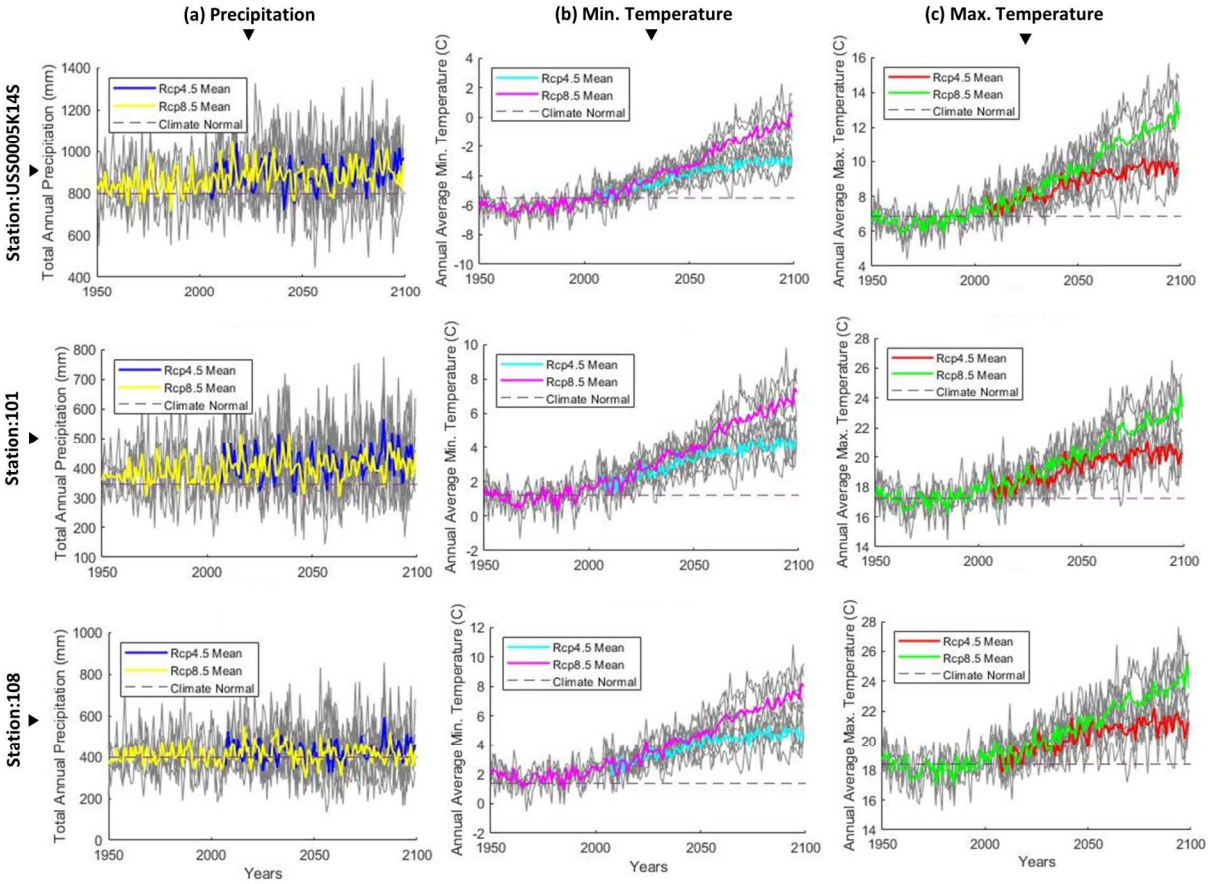 (a) Precipitation
(b) Min. Temperature
(c) Max. Temperature
Station:USS0005K14S
Total Annual Precipitation (mm)
1400
1200
1000
800
600
400
1950
2000
2050
2100
Rcp4.5 Mean
Rcp8.5 Mean
Climate Normal
Annual Average Min. Temperature (C)
4
2
0
-2
-4
-6
-8
-10
1950
2000
2050
2100
Rcp4.5 Mean
Rcp8.5 Mean
Climate Normal
Annual Average Max. Temperature (C)
16
14
12
10
8
6
4
1950
2000
2050
2100
Rcp4.5 Mean
Rcp8.5 Mean
Climate Normal
Station:101
Total Annual Precipitation (mm)
800
700
600
500
400
300
200
100
1950
2000
2050
2100
Rcp4.5 Mean
Rcp8.5 Mean
Climate Normal
Annual Average Min. Temperature (C)
10
8
6
4
2
0
-2
1950
2000
2050
2100
Rcp4.5 Mean
Rcp8.5 Mean
Climate Normal
Annual Average Max. Temperature (C)
28
26
24
22
20
18
16
14
1950
2000
2050
2100
Rcp4.5 Mean
Rcp8.5 Mean
Climate Normal
Station:108
Total Annual Precipitation (mm)
1000
800
600
400
200
0
1950
2000
2050
2100
Years
Rcp4.5 Mean
Rcp8.5 Mean
Climate Normal
Annual Average Min. Temperature (C)
12
10
8
6
4
2
0
-2
1950
2000
2050
2100
Years
Rcp4.5 Mean
Rcp8.5 Mean
Climate Normal
Annual Average Max. Temperature (C)
28
26
24
22
20
18
16
14
1950
2000
2050
2100
Years
Rcp4.5 Mean
Rcp8.5 Mean
Climate Normal